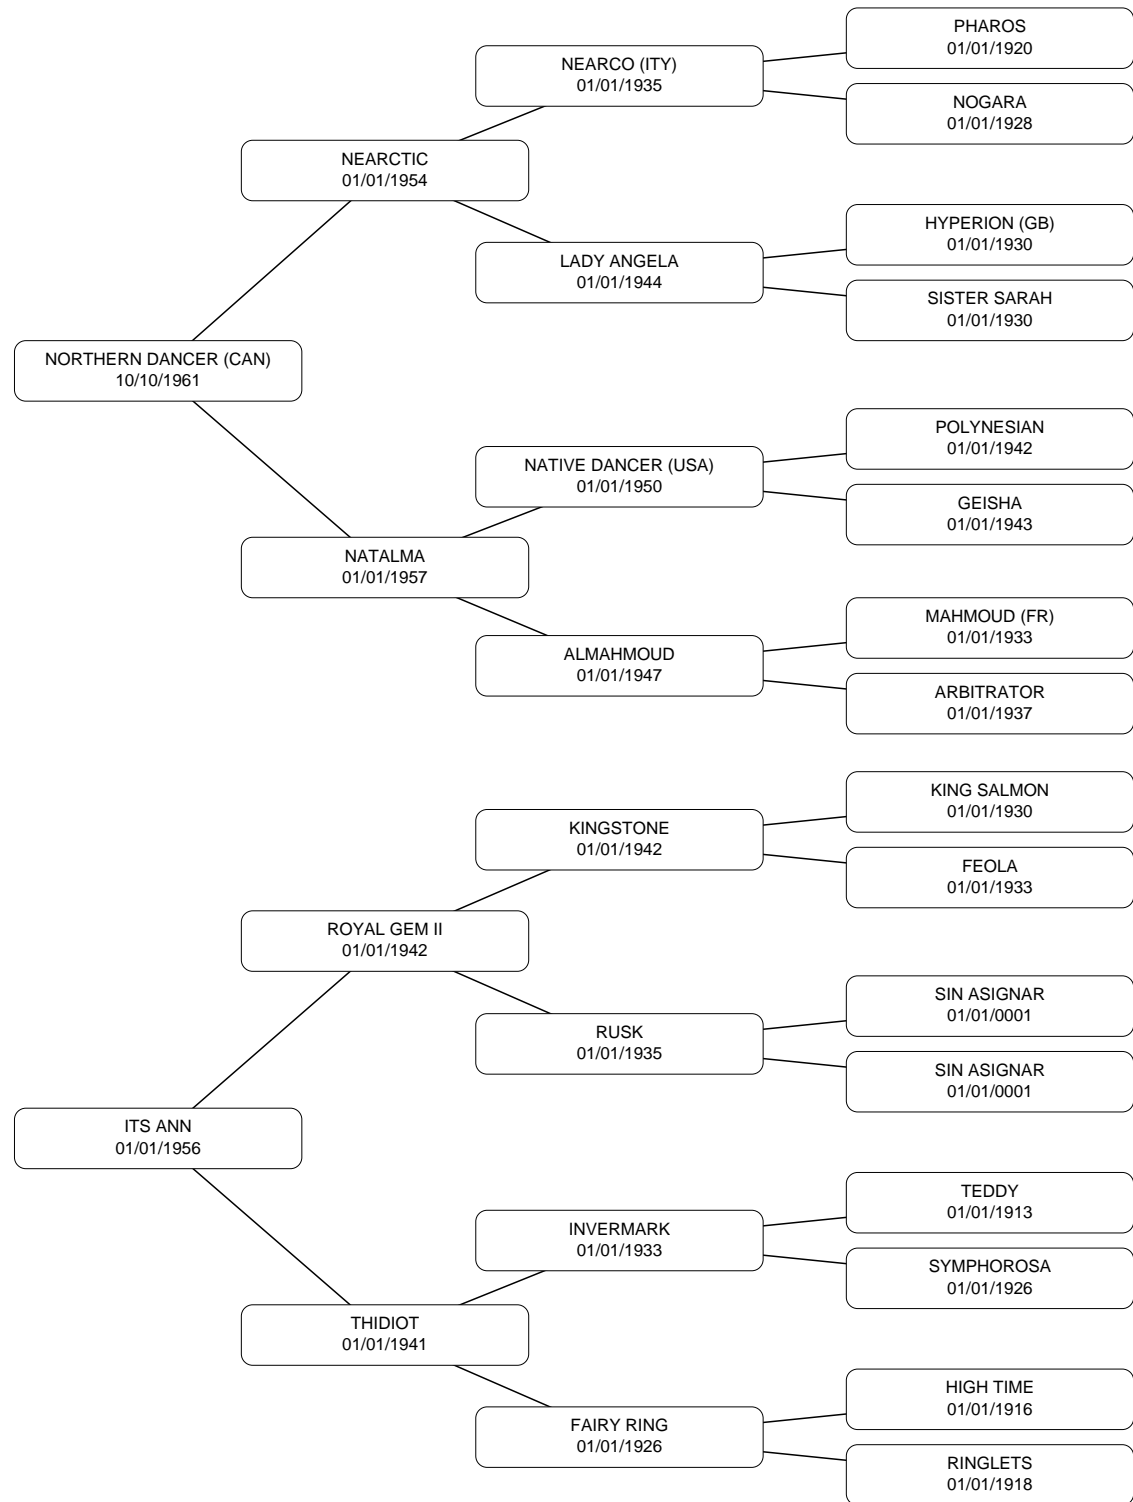 PHAROS
01/01/1920
NEARCO (ITY)
01/01/1935
NOGARA
01/01/1928
NEARCTIC
01/01/1954
HYPERION (GB)
01/01/1930
LADY ANGELA
01/01/1944
SISTER SARAH
01/01/1930
NORTHERN DANCER (CAN)
10/10/1961
POLYNESIAN
01/01/1942
NATIVE DANCER (USA)
01/01/1950
GEISHA
01/01/1943
NATALMA
01/01/1957
MAHMOUD (FR)
01/01/1933
ALMAHMOUD
01/01/1947
ARBITRATOR
01/01/1937
KING SALMON
01/01/1930
KINGSTONE
01/01/1942
FEOLA
01/01/1933
ROYAL GEM II
01/01/1942
SIN ASIGNAR
01/01/0001
RUSK
01/01/1935
SIN ASIGNAR
01/01/0001
ITS ANN
01/01/1956
TEDDY
01/01/1913
INVERMARK
01/01/1933
SYMPHOROSA
01/01/1926
THIDIOT
01/01/1941
HIGH TIME
01/01/1916
FAIRY RING
01/01/1926
RINGLETS
01/01/1918